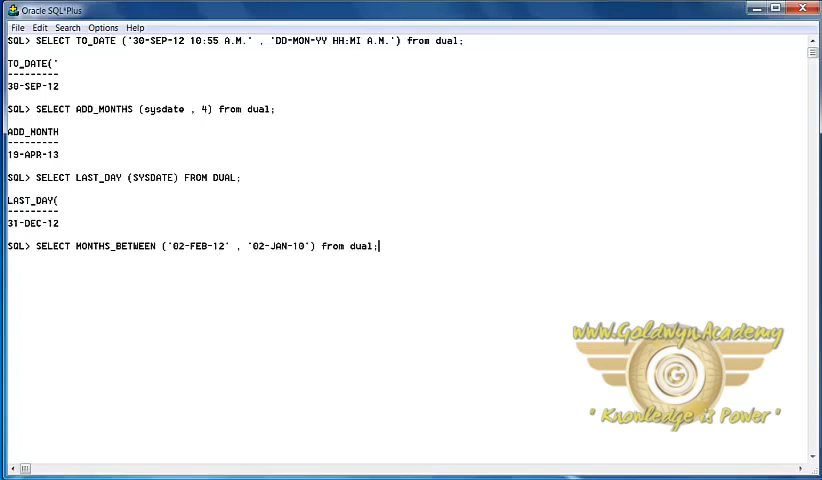 Oracle SQL*Plus
File Edit Search Options Help
SQL> SELECT TO_DATE ('30-SEP-12 10:55 A.M.' , 'DD-MON-YY HH:MI A.M.') from dual;
TO_DATE('
---------
30-SEP-12
SQL> SELECT ADD_MONTHS (sysdate , 4) from dual;
ADD_MONTH
---------
19-APR-13
SQL> SELECT LAST_DAY (SYSDATE) FROM DUAL;
LAST_DAY(
---------
31-DEC-12
SQL> SELECT MONTHS_BETWEEN ('02-FEB-12' , '02-JAN-10') from dual;
www.GoldwynAcademy
G
" Knowledge is Power "